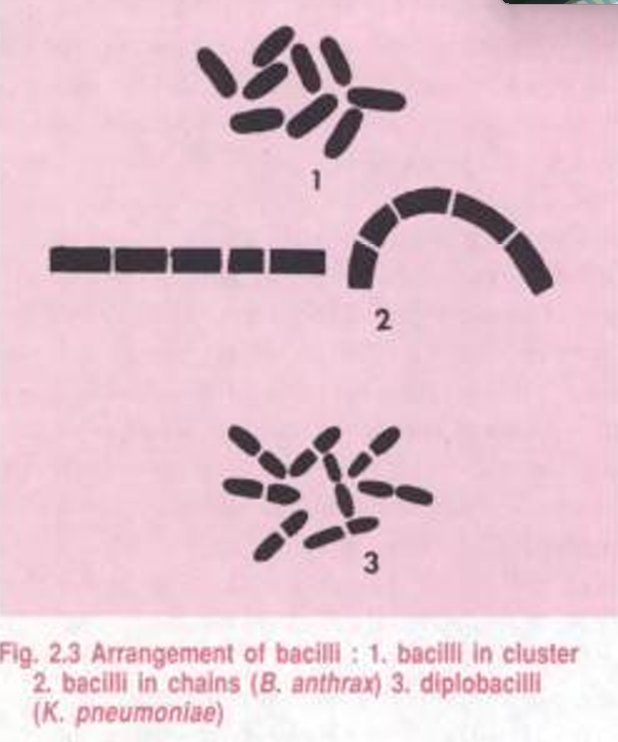 1
2
3
Fig. 2.3 Arrangement of bacilli : 1. bacilli in cluster
2. bacilli in chains (B. anthrax) 3. diplobacilli
(K. pneumoniae)